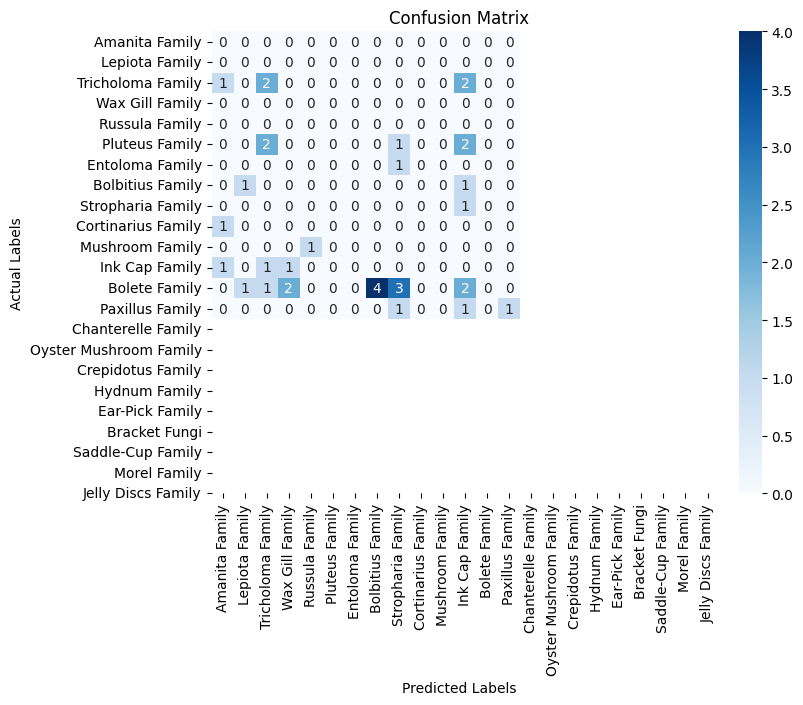 Confusion Matrix
Actual Labels
Amanita Family 0 0 0 0 0 0 0 0 0 0 0 0 0 0
Lepiota Family 0 0 0 0 0 0 0 0 0 0 0 0 0 0
Tricholoma Family 1 0 2 0 0 0 0 0 0 0 0 2 0 0
Wax Gill Family 0 0 0 0 0 0 0 0 0 0 0 0 0 0
Russula Family 0 0 0 0 0 0 0 0 0 0 0 0 0 0
Pluteus Family 0 0 2 0 0 0 0 0 1 0 0 2 0 0
Entoloma Family 0 0 0 0 0 0 0 0 1 0 0 0 0 0
Bolbitius Family 0 1 0 0 0 0 0 0 0 0 0 1 0 0
Stropharia Family 0 0 0 0 0 0 0 0 0 0 0 1 0 0
Cortinarius Family 1 0 0 0 0 0 0 0 0 0 0 0 0 0
Mushroom Family 0 0 0 0 1 0 0 0 0 0 0 0 0 0
Ink Cap Family 1 0 1 1 0 0 0 0 0 0 0 0 0 0
Bolete Family 0 1 1 2 0 0 0 4 3 0 0 2 0 0
Paxillus Family 0 0 0 0 0 0 0 0 1 0 0 1 0 1
Chanterelle Family
Oyster Mushroom Family
Crepidotus Family
Hydnum Family
Ear-Pick Family
Bracket Fungi
Saddle-Cup Family
Morel Family
Jelly Discs Family
Amanita Family
Lepiota Family
Tricholoma Family
Wax Gill Family
Russula Family
Pluteus Family
Entoloma Family
Bolbitius Family
Stropharia Family
Cortinarius Family
Mushroom Family
Ink Cap Family
Bolete Family
Paxillus Family
Chanterelle Family
Oyster Mushroom Family
Crepidotus Family
Hydnum Family
Ear-Pick Family
Bracket Fungi
Saddle-Cup Family
Morel Family
Jelly Discs Family
Predicted Labels
4.0
3.5
3.0
2.5
2.0
1.5
1.0
0.5
0.0